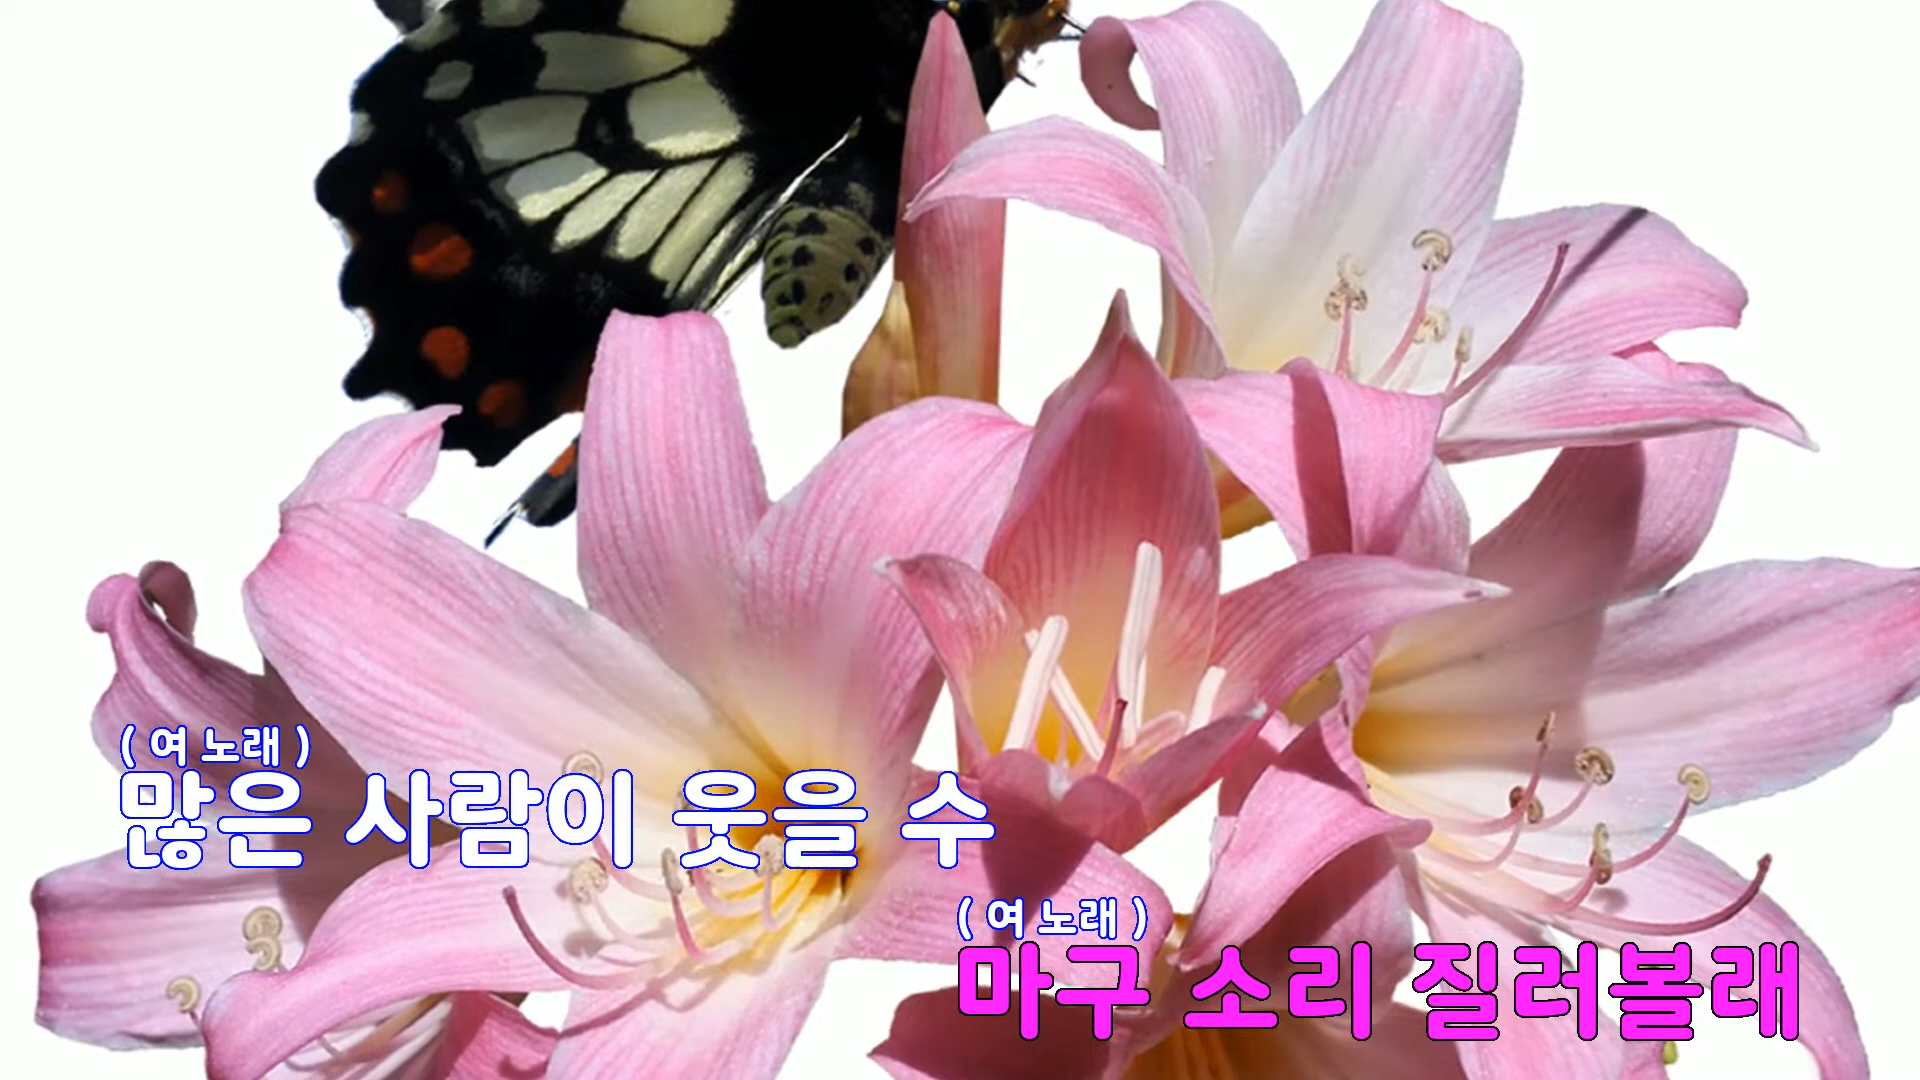 ( 여 노래 )
많은 사람이 웃을 수
( 여 노래 )
마구 소리 질러볼래